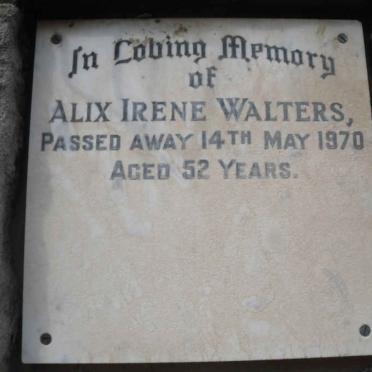 In Loving Memory
of
ALIX IRENE WALTERS,
PASSED AWAY 14TH MAY 1970
AGED 52 YEARS.